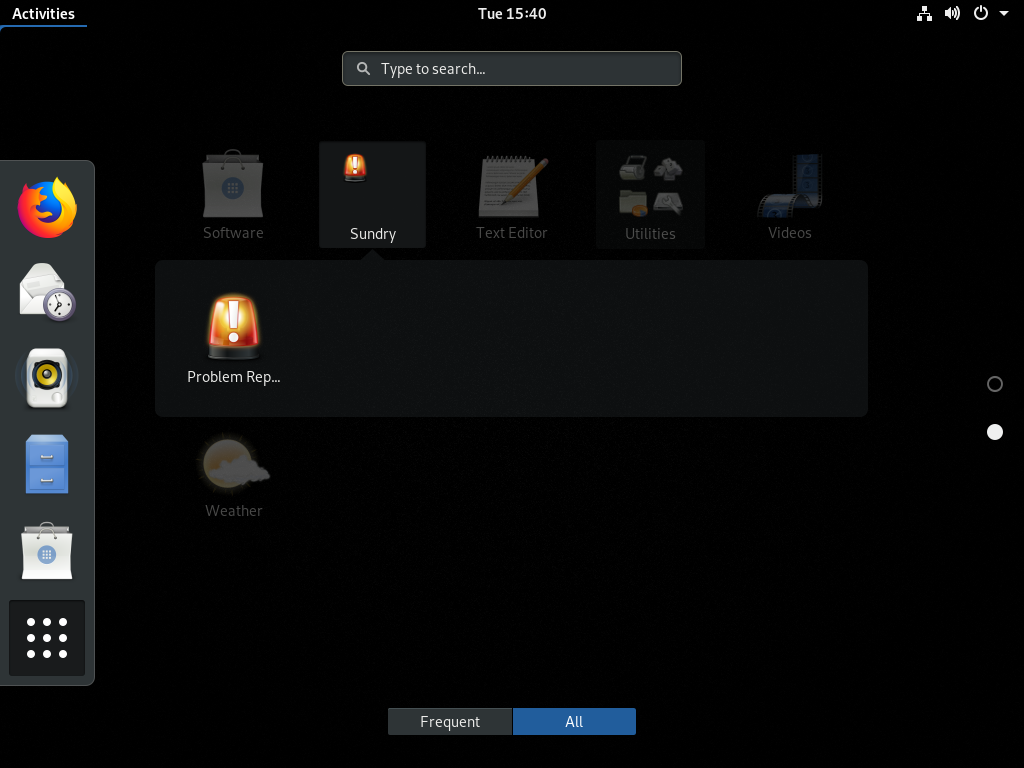 Activities
Tue 15:40
Type to search...
Software
Sundry
Text Editor
Utilities
Videos
Problem Rep...
Weather
Frequent
All